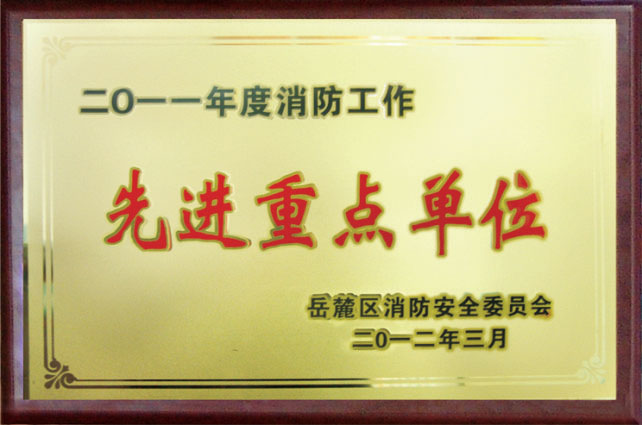 二〇一一年度消防工作
先进重点单位
岳麓区消防安全委员会
二〇一二年三月